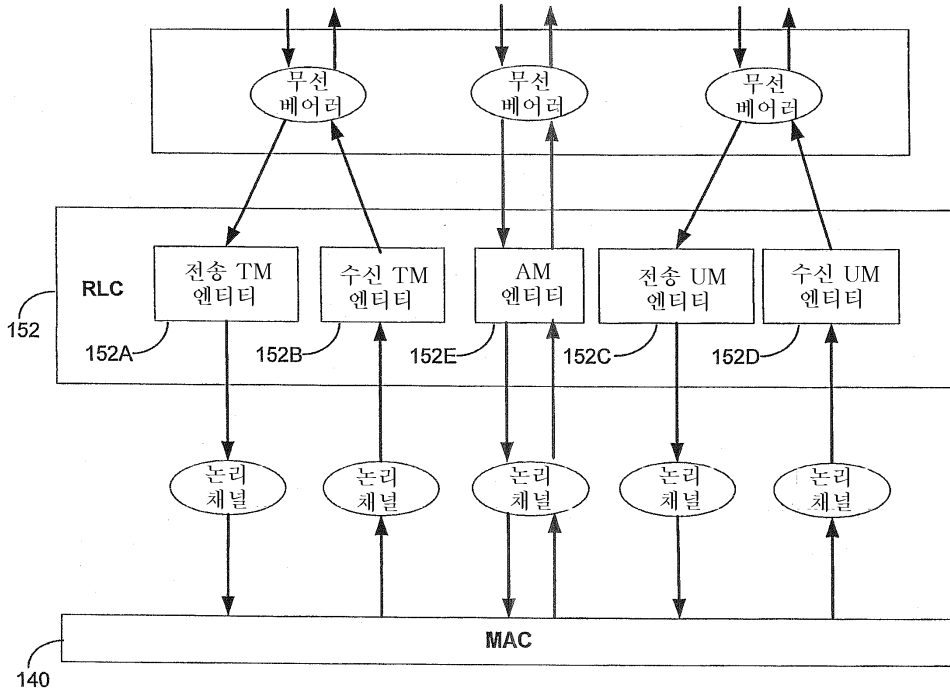 무선
베어러
무선
베어러
무선
베어러
RLC
전송 TM
엔티티
수신 TM
엔티티
AM
엔티티
전송 UM
엔티티
수신 UM
엔티티
152
152A
152B
152E
152C
152D
논리
채널
논리
채널
논리
채널
논리
채널
논리
채널
MAC
140